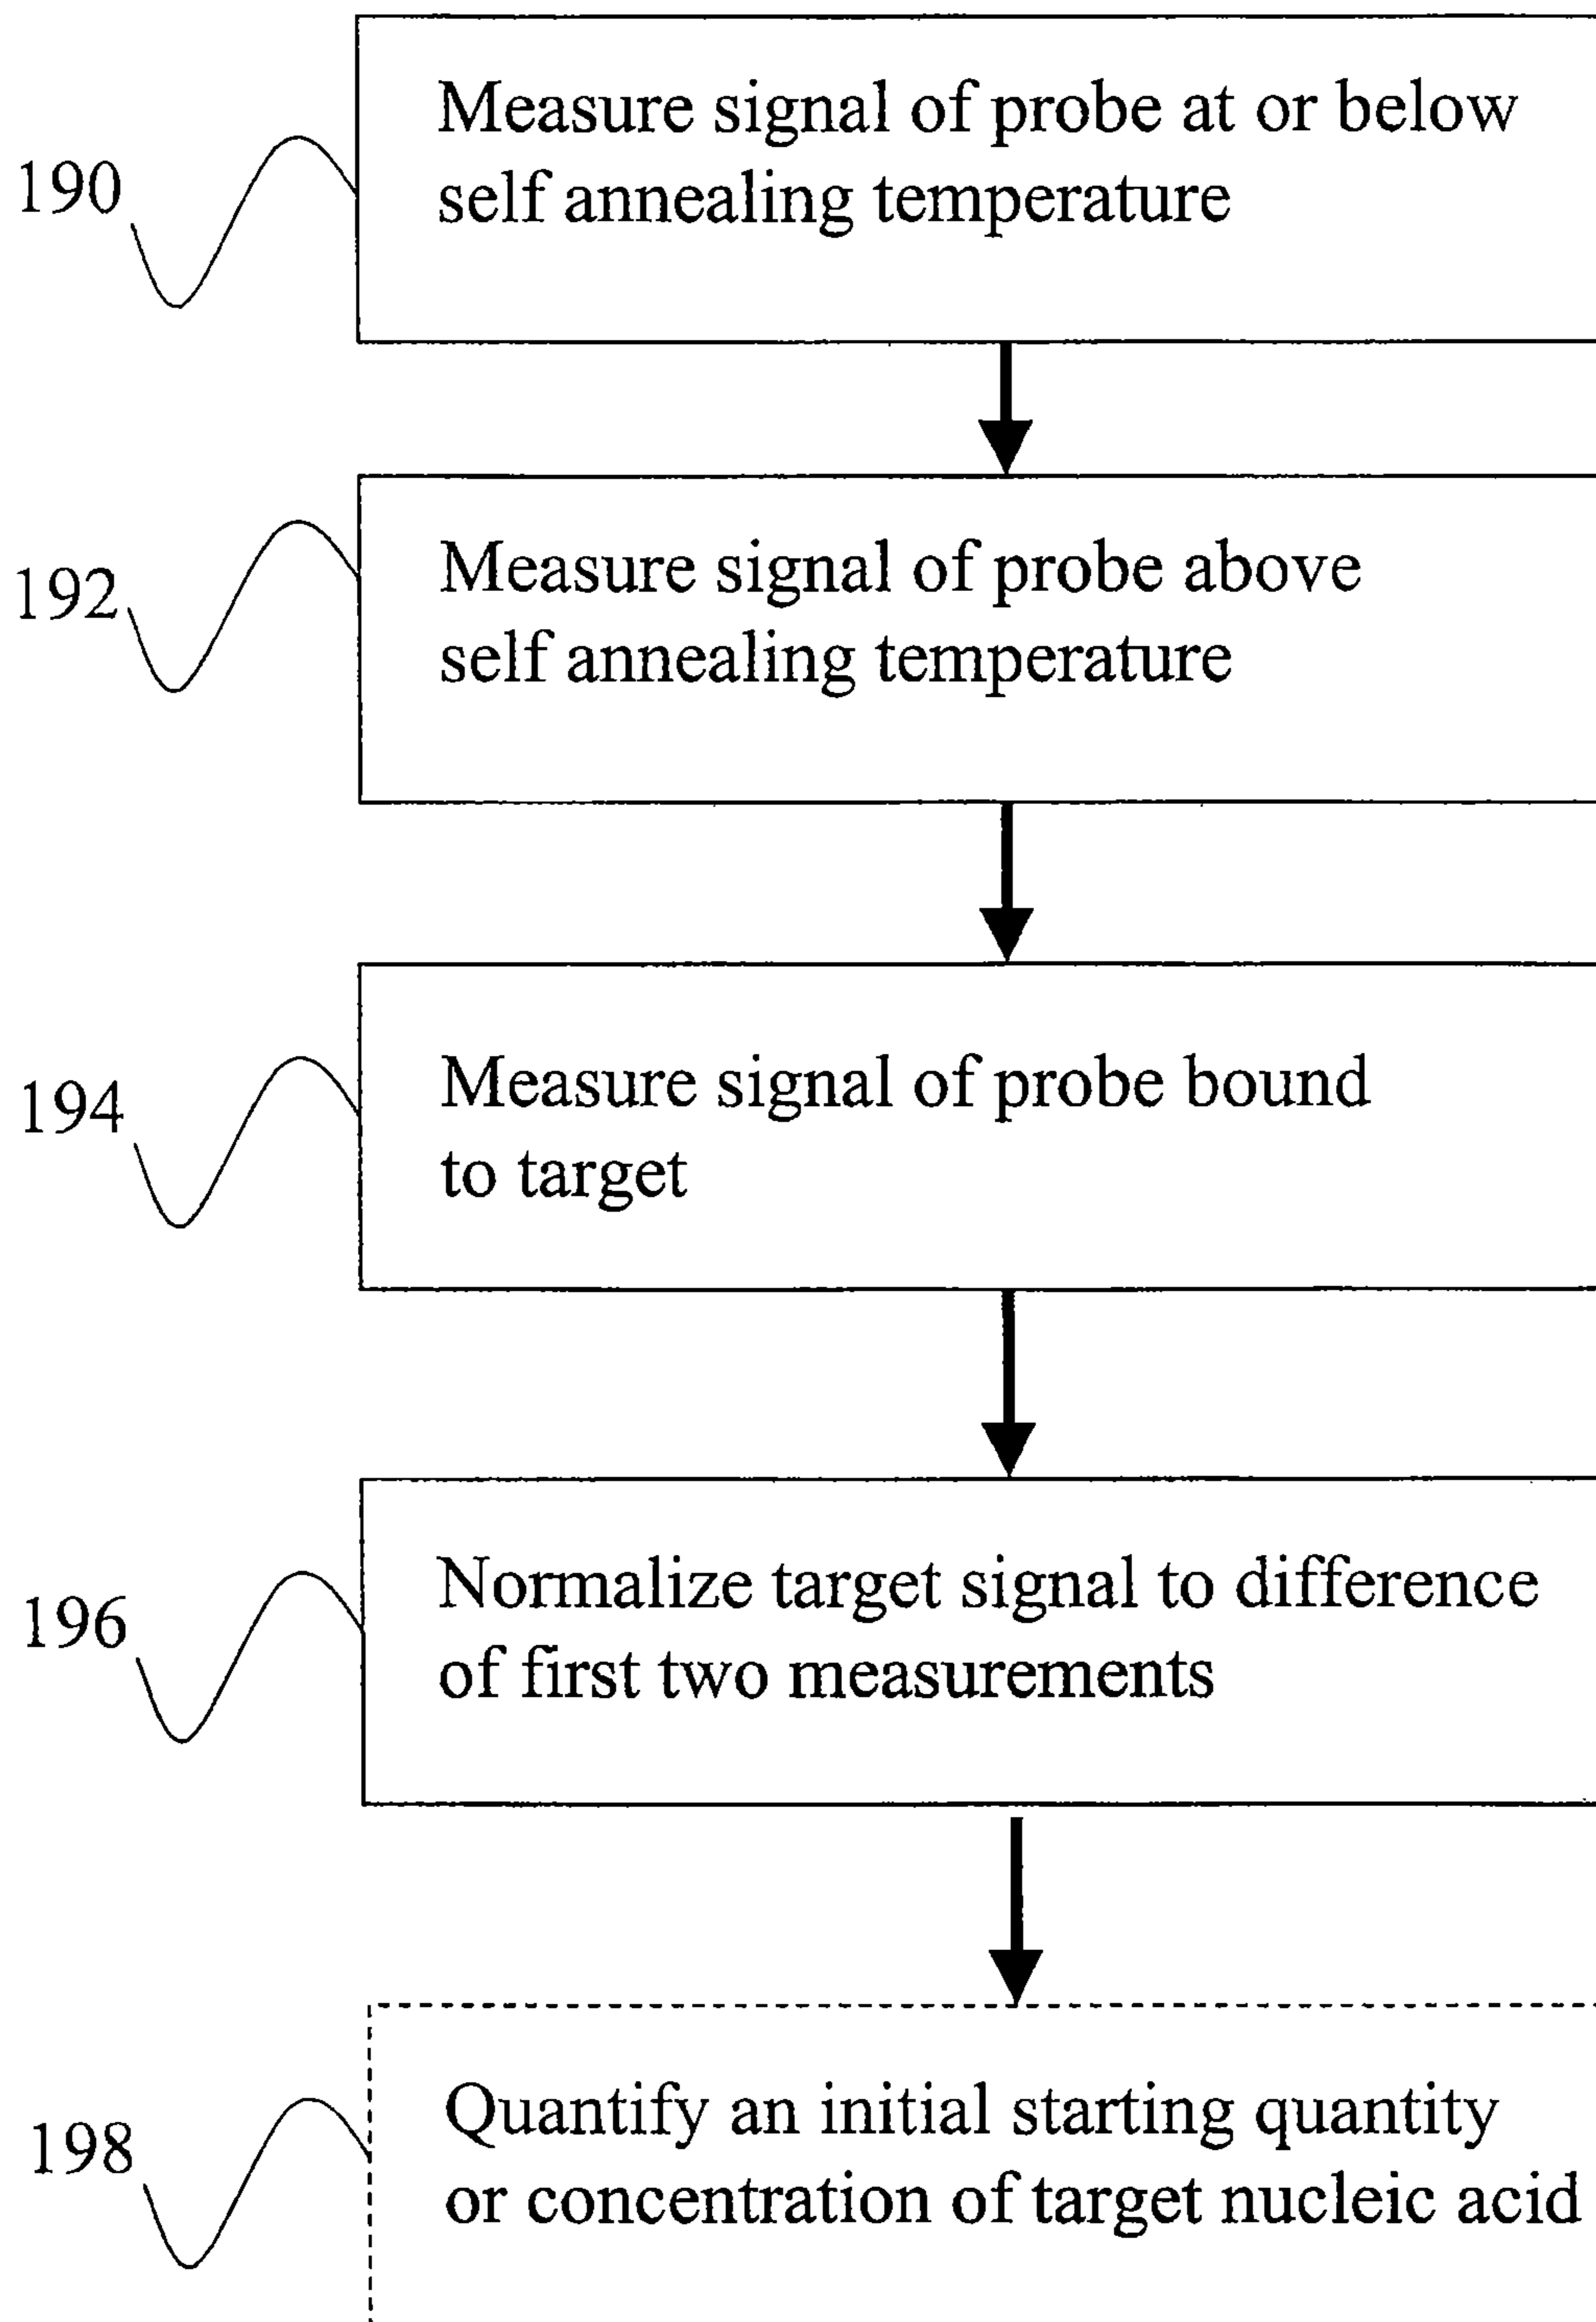 190
Measure signal of probe at or below
self annealing temperature
192
Measure signal of probe above
self annealing temperature
194
Measure signal of probe bound
to target
196
Normalize target signal to difference
of first two measurements
198
Quantify an initial starting quantity
or concentration of target nucleic acid